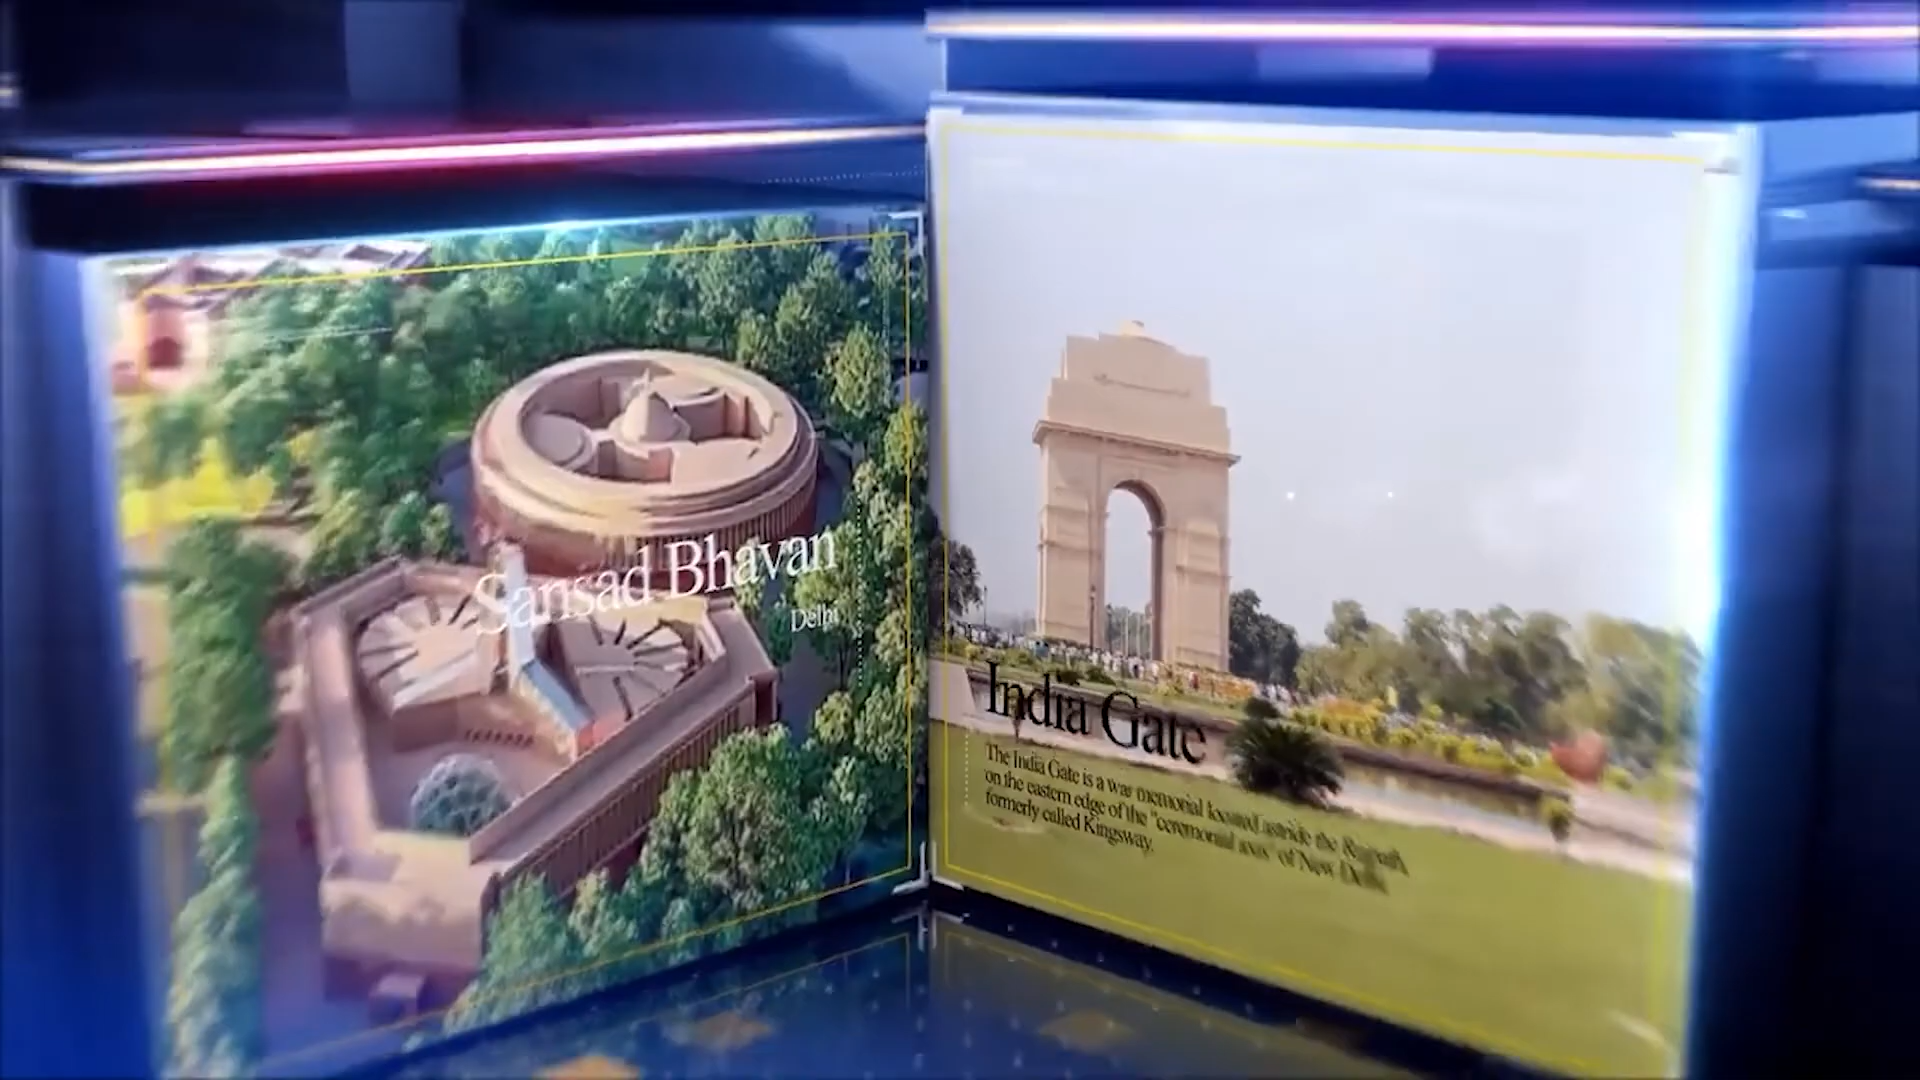 Sansad Bhavan
Delhi
India Gate
The India Gate is a war memorial located astride the Rajpath
on the eastern edge of the "ceremonial axis" of New Delhi,
formerly called Kingsway.